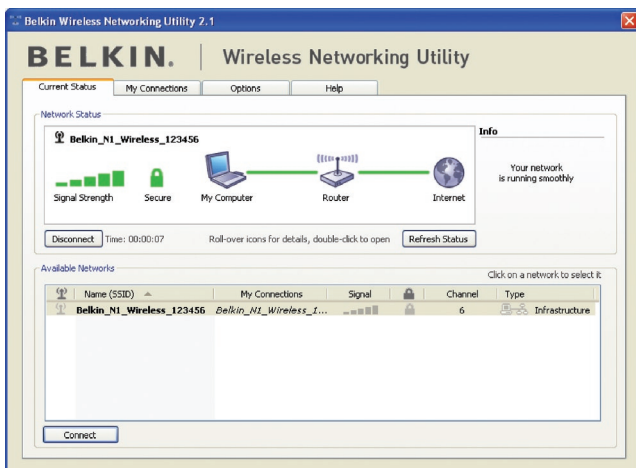 Belkin Wireless Networking Utility 2.1
BELKIN. | Wireless Networking Utility
Current Status My Connections Options Help
Network Status
Belkin_N1_Wireless_123456
Info
Your network
is running smoothly
Signal Strength Secure My Computer Router Internet
Disconnect Time: 00:00:07 Roll-over icons for details, double-click to open Refresh Status
Available Networks
Click on a network to select it
Name (SSID) My Connections Signal Channel Type
Belkin_N1_Wireless_123456 Belkin_N1_Wireless_1... 6 Infrastructure
Connect